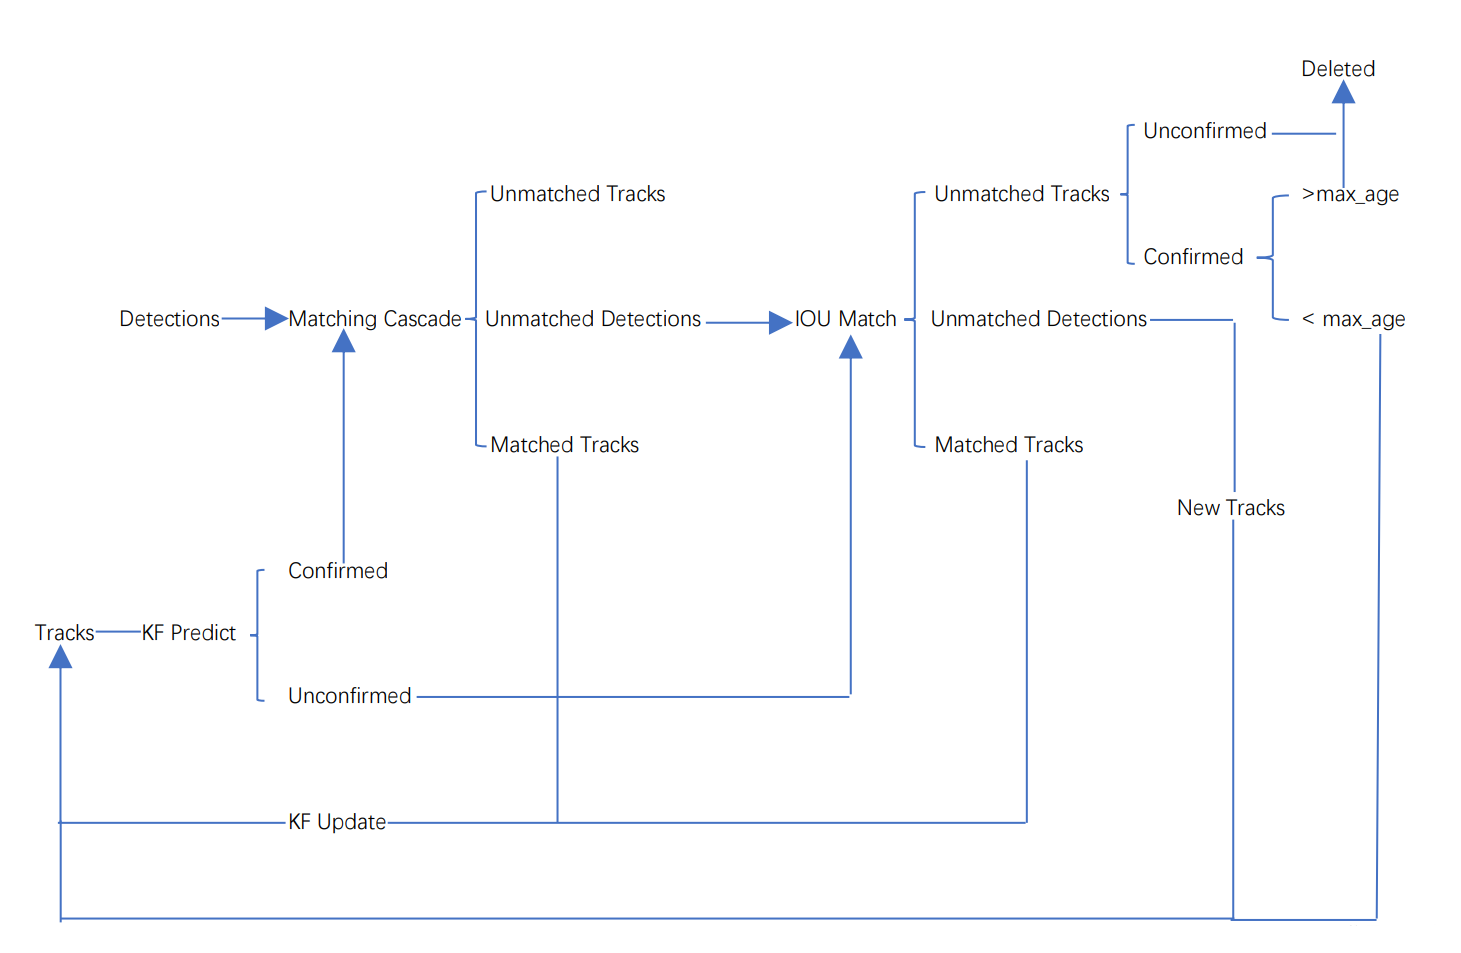 Deleted
Unconfirmed
Unmatched Tracks
Unmatched Tracks
>max_age
Confirmed
Detections
Matching Cascade
Unmatched Detections
IOU Match
Unmatched Detections
< max_age
Matched Tracks
Matched Tracks
New Tracks
Confirmed
Tracks
KF Predict
Unconfirmed
KF Update